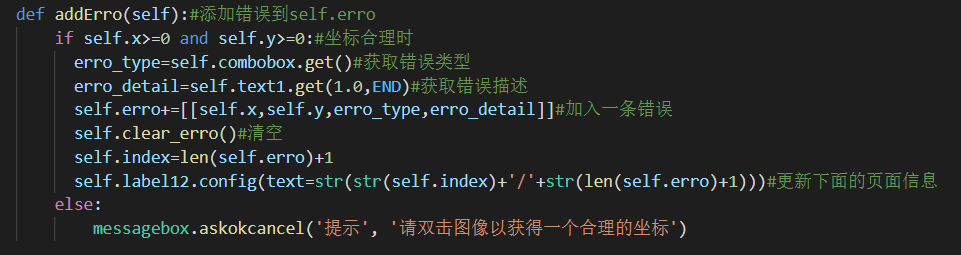 def addErro(self):#添加错误到self.erro
    if self.x>=0 and self.y>=0:#坐标合理时
      erro_type=self.combobox.get()#获取错误类型
      erro_detail=self.text1.get(1.0,END)#获取错误描述
      self.erro+=[[self.x,self.y,erro_type,erro_detail]]#加入一条错误
      self.clear_erro()#清空
      self.index=len(self.erro)+1
      self.label12.config(text=str(str(self.index)+'/'+str(len(self.erro)+1)))#更新下面的页面信息
    else:
        messagebox.askokcancel('提示', '请双击图像以获得一个合理的坐标')